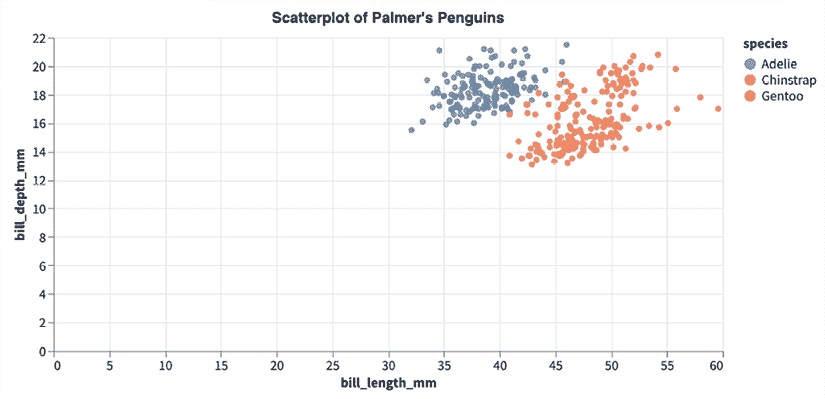 Scatterplot of Palmer's Penguins
species
Adelie
Chinstrap
Gentoo
bill_depth_mm
22
20
18
16
14
12
10
8
6
4
2
0
0 5 10 15 20 25 30 35 40 45 50 55 60
bill_length_mm